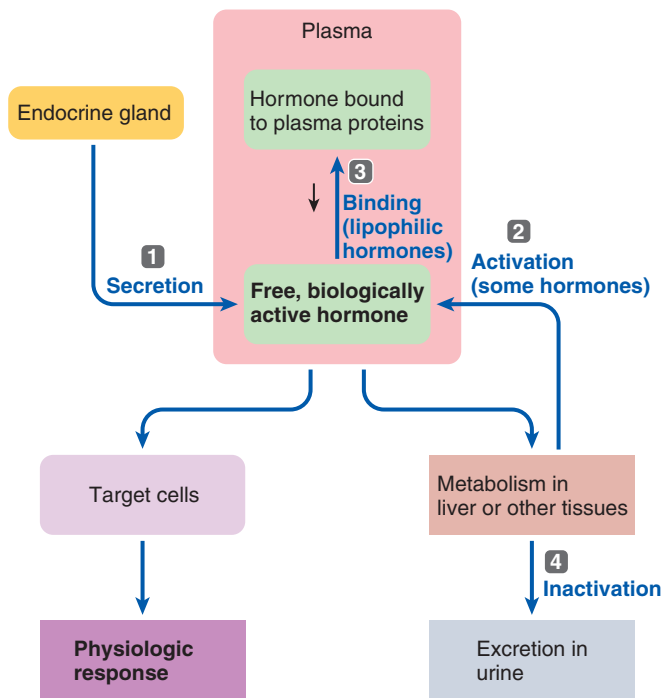 Plasma
Endocrine gland
Hormone bound
to plasma proteins
3
Binding
(lipophilic
hormones)
1
Secretion
2
Activation
(some hormones)
Free, biologically
active hormone
Target cells
Metabolism in
liver or other tissues
4
Inactivation
Physiologic
response
Excretion in
urine